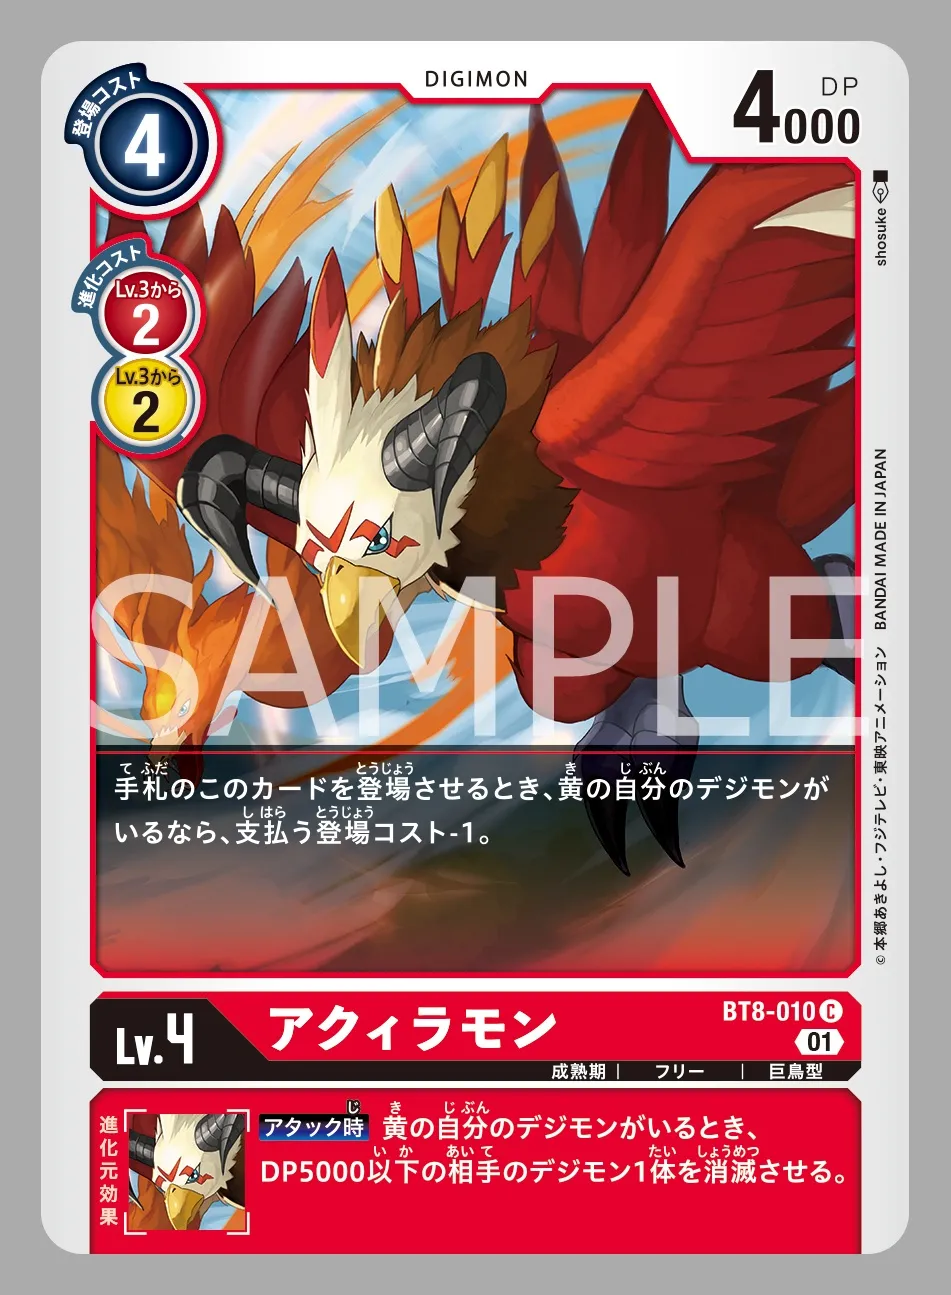 DIGIMON
登場コスト
4
4000
DP
shosuke
進化コスト
Lv.3から
2
Lv.3から
2
SAMPLE
手札のこのカードを登場させるとき、黄の自分のデジモンが
いるなら、支払う登場コスト-1。
©本郷あきよし・フジテレビ・東映アニメーション BANDAI MADE IN JAPAN
Lv.4
アクィラモン
BT8-010 C
01
成熟期 | フリー | 巨鳥型
進化元効果
アタック時 黄の自分のデジモンがいるとき、
DP5000以下の相手のデジモン1体を消滅させる。